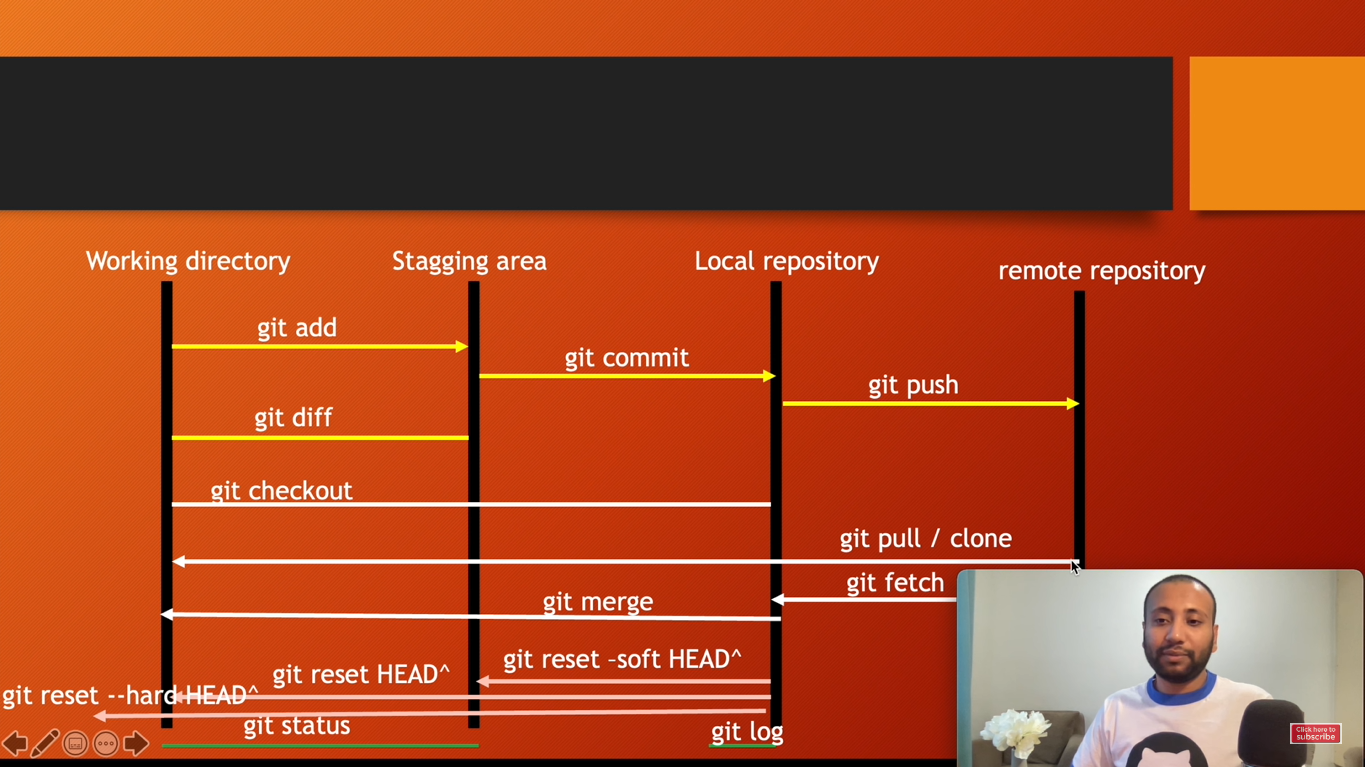 Working directory
Stagging area
Local repository
remote repository
git add
git commit
git push
git diff
git checkout
git pull / clone
git fetch
git merge
git reset -soft HEAD^
git reset HEAD^
git reset --hard HEAD^
git status
git log
Click here to
subscribe